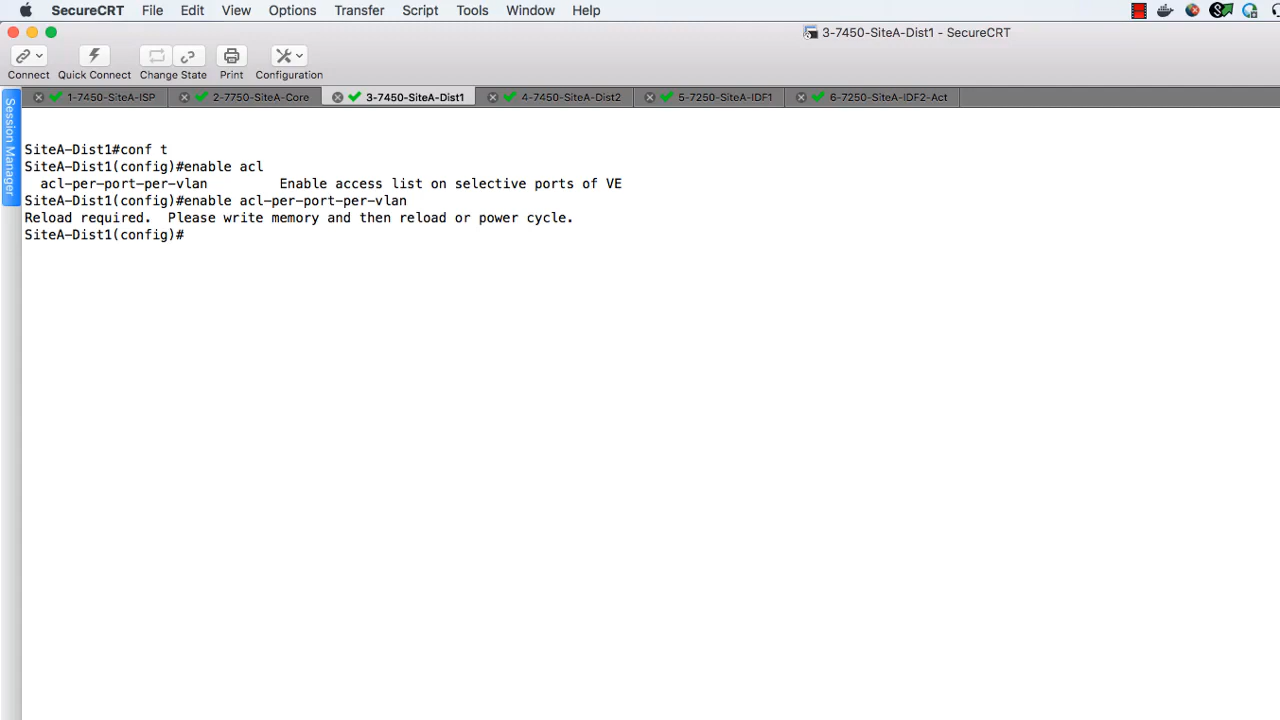 SecureCRT File Edit View Options Transfer Script Tools Window Help
3-7450-SiteA-Dist1 - SecureCRT
Connect Quick Connect Change State Print Configuration
1-7450-SiteA-ISP 2-7750-SiteA-Core 3-7450-SiteA-Dist1 4-7450-SiteA-Dist2 5-7250-SiteA-IDF1 6-7250-SiteA-IDF2-Act
Session Manager
SiteA-Dist1#conf t
SiteA-Dist1(config)#enable acl
acl-per-port-per-vlan Enable access list on selective ports of VE
SiteA-Dist1(config)#enable acl-per-port-per-vlan
Reload required. Please write memory and then reload or power cycle.
SiteA-Dist1(config)#